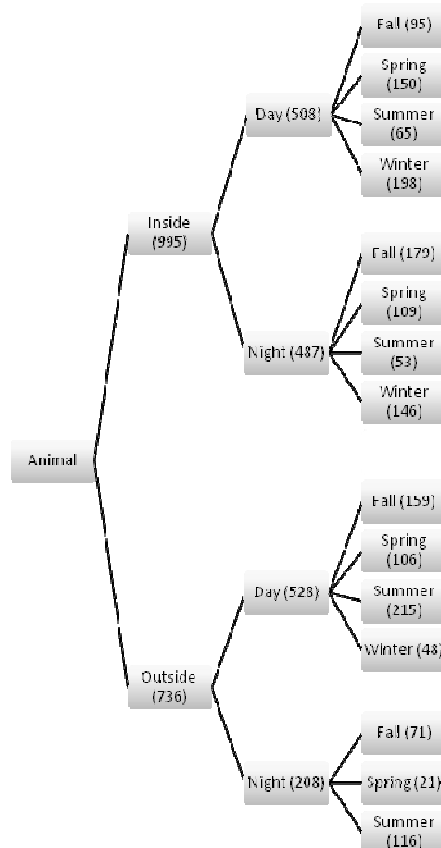 Fall (95)
Spring
(150)
Day (508)
Summer
(65)
Winter
(198)
Inside
(995)
Fall (179)
Spring
(109)
Night (487)
Summer
(53)
Winter
(146)
Animal
Fall (159)
Spring
(106)
Day (528)
Summer
(215)
Winter (48)
Outside
(736)
Fall (71)
Night (208)
Spring (21)
Summer
(116)